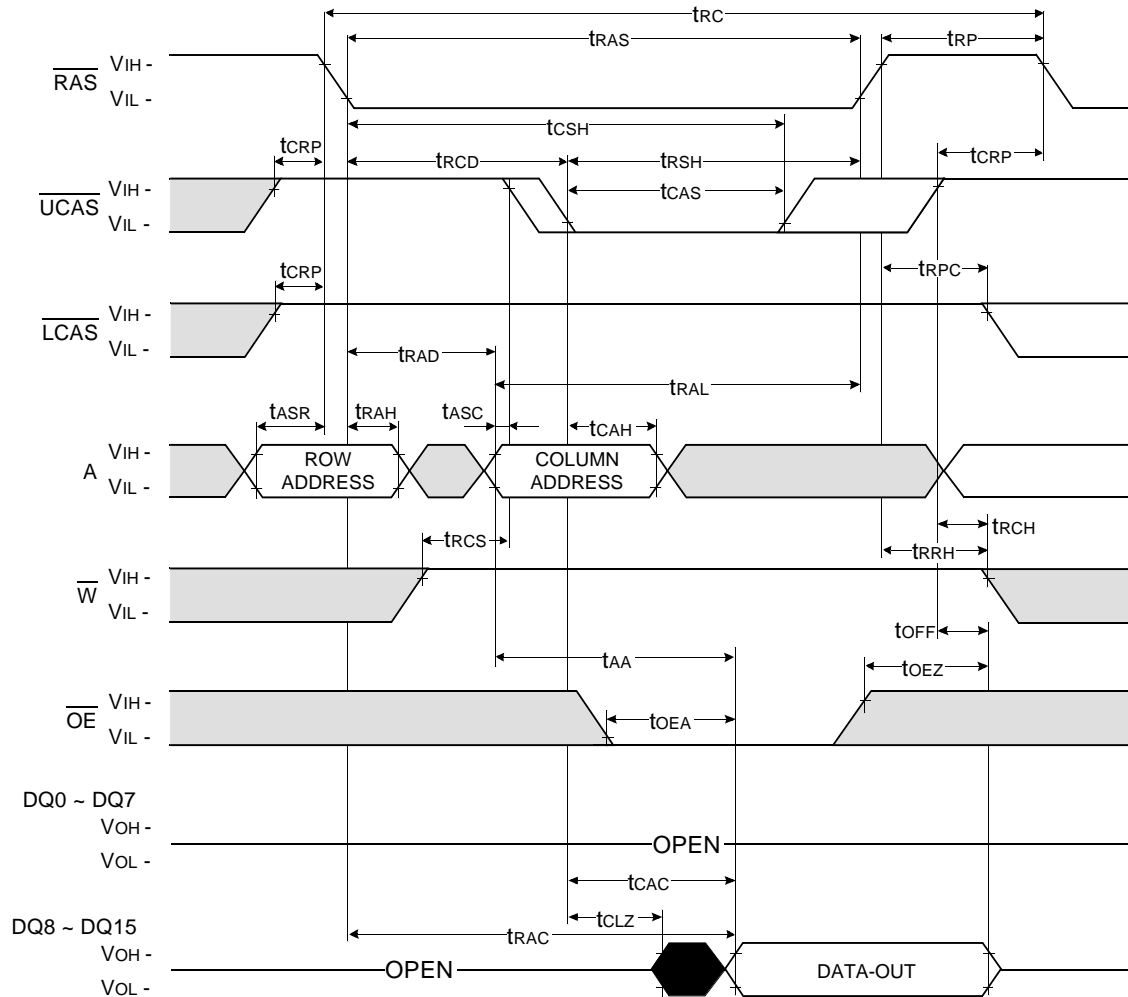 tRC
tRAS
tRP
RAS
VIH -
VIL -
tCSH
tCRP
tRCD
tRSH
tCRP
UCAS
VIH -
VIL -
tCAS
tCRP
tRPC
LCAS
VIH -
VIL -
tRAD
tRAL
tASR
tRAH
tASC
tCAH
A
VIH -
VIL -
ROW
ADDRESS
COLUMN
ADDRESS
tRCS
tRCH
tRRH
W
VIH -
VIL -
tOFF
tAA
tOEZ
OE
VIH -
VIL -
tOEA
DQ0 ~ DQ7
VOH -
VOL -
OPEN
tCAC
tCLZ
DQ8 ~ DQ15
tRAC
VOH -
VOL -
OPEN
DATA-OUT